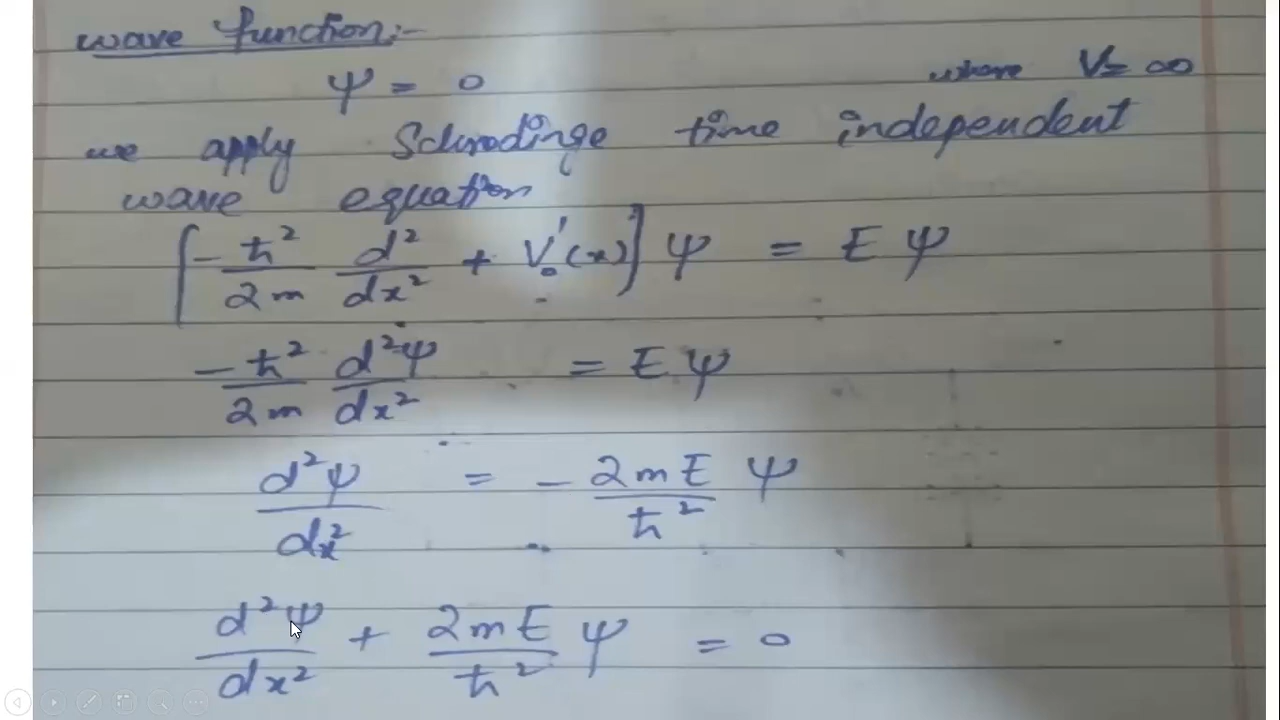 wave function:-
ψ = 0 where V = ∞
we apply Schrodinge time independent
wave equation
[-ħ²/2m d²/dx² + V(x)] ψ = E ψ
-ħ²/2m d²ψ/dx² = E ψ
d²ψ/dx² = - 2mE/ħ² ψ
d²ψ/dx² + 2mE/ħ² ψ = 0